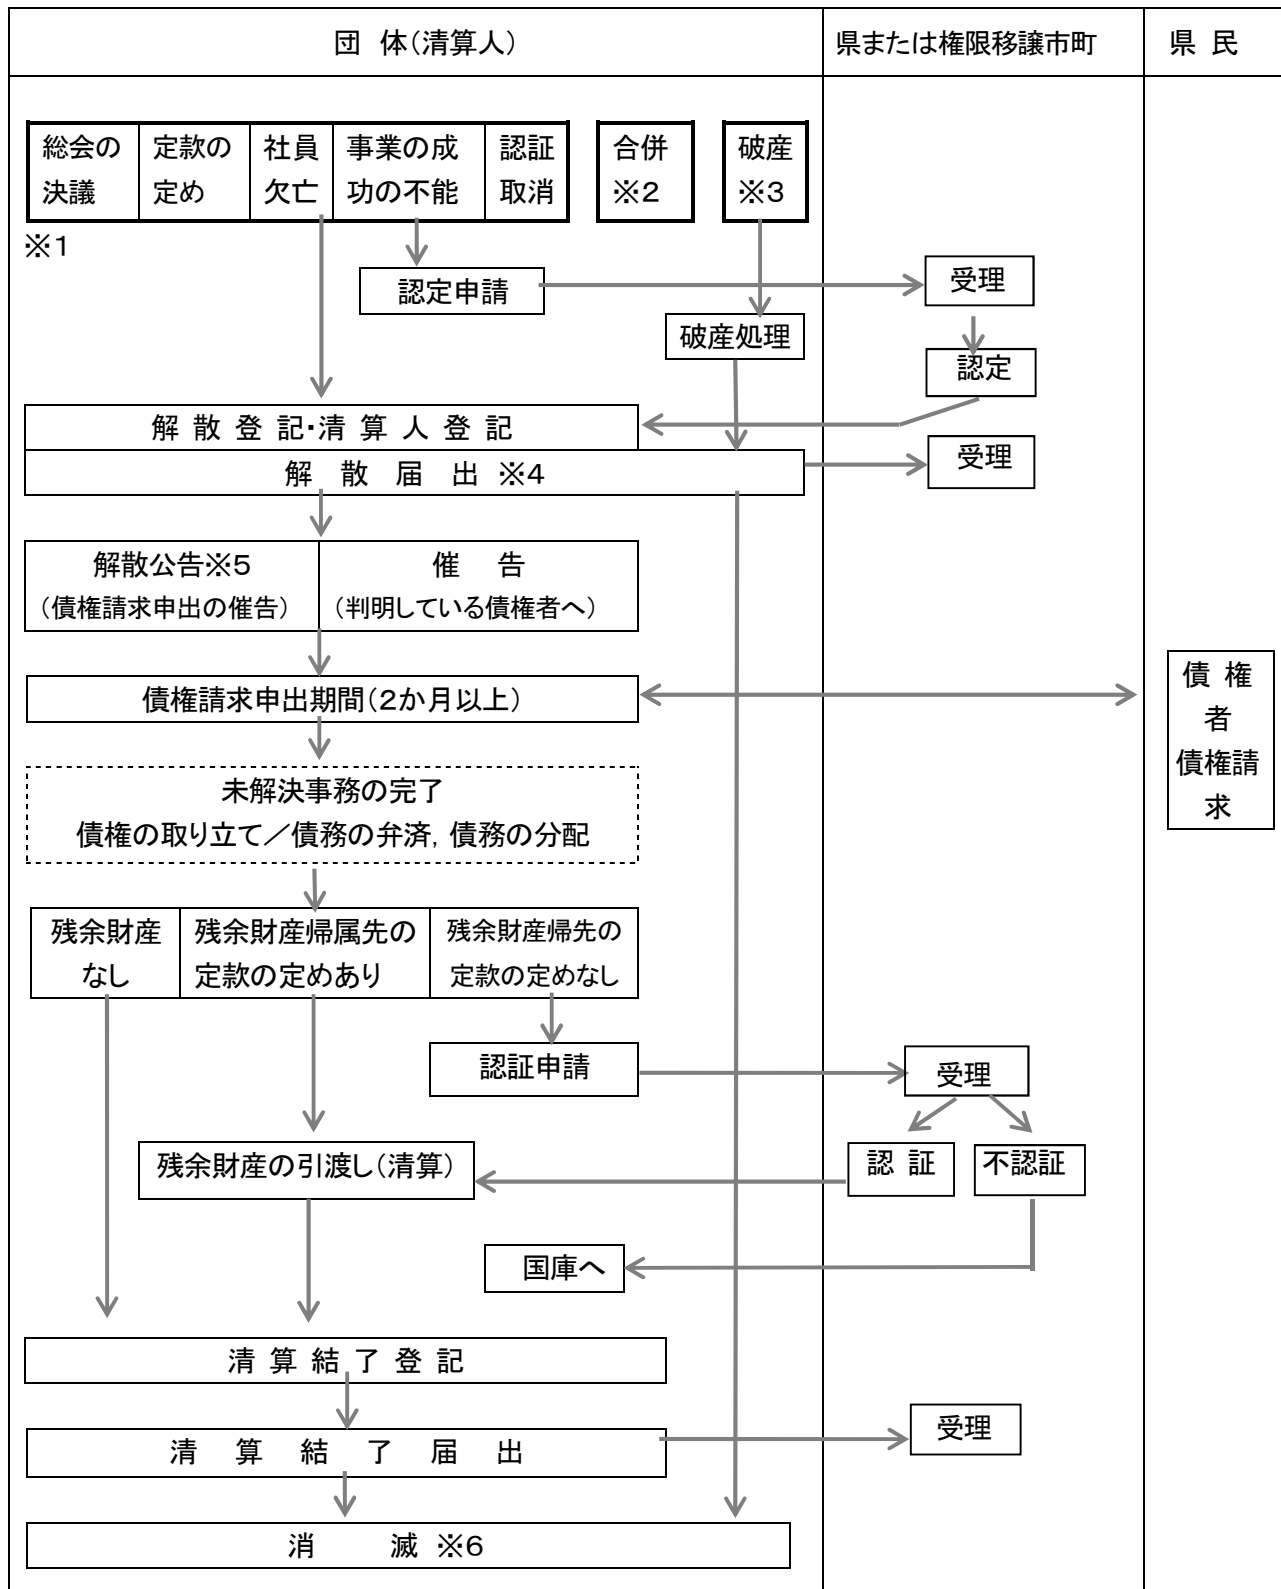 団 体（清算人）
県または権限移譲市町
県 民
総会の
決議
定款の
定め
社員
欠亡
事業の成
功の不能
認証
取消
合併
※2
破産
※3
※1
認定申請
受理
破産処理
認定
解 散 登 記・清 算 人 登 記
解 散 届 出 ※4
受理
解散公告※5
（債権請求申出の催告）
催 告
（判明している債権者へ）
債権請求申出期間（2か月以上）
債 権
者
債権請
求
未解決事務の完了
債権の取り立て／債務の弁済，債務の分配
残余財産
なし
残余財産帰属先の
定款の定めあり
残余財産帰先の
定款の定めなし
認証申請
受理
残余財産の引渡し（清算）
認 証
不認証
国庫へ
清 算 結 了 登 記
清 算 結 了 届 出
受理
消 滅 ※6